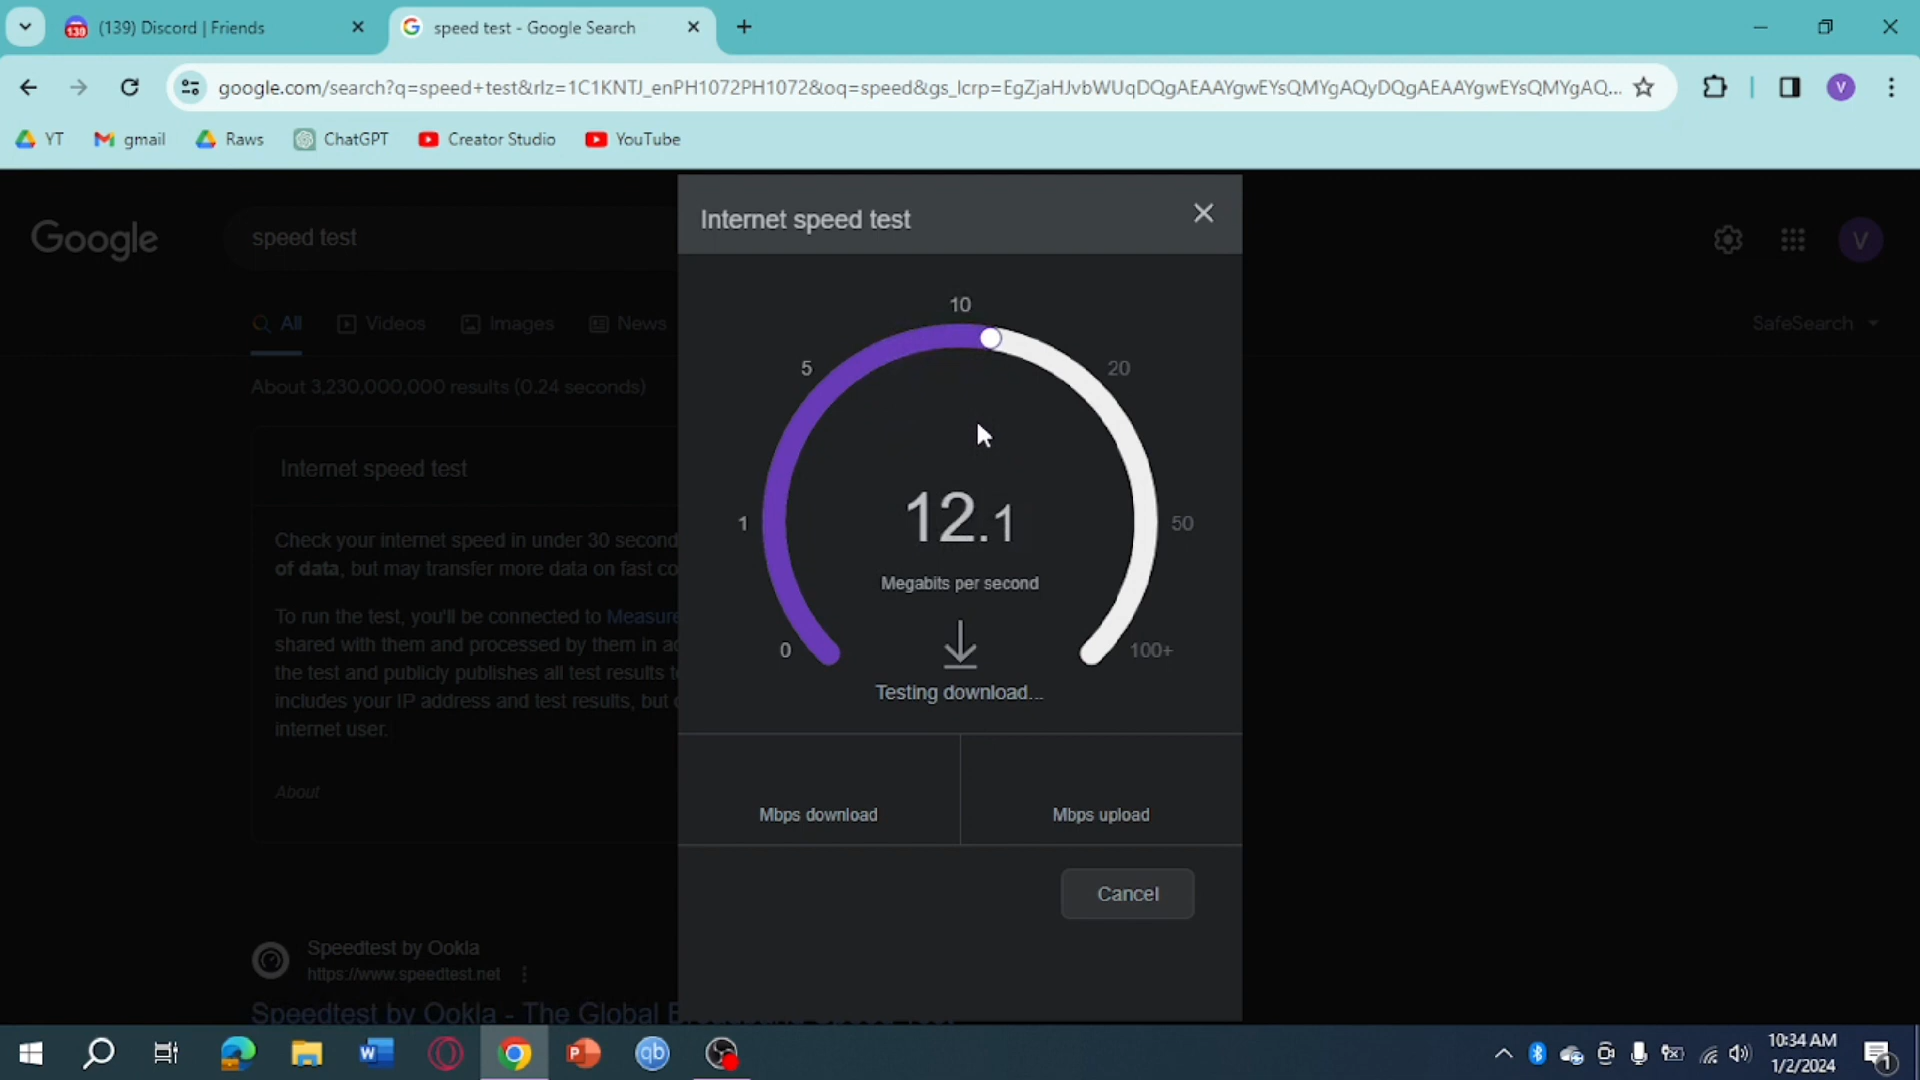 (139) Discord | Friends
speed test - Google Search
google.com/search?q=speed+test&rlz=1C1KNTJ_enPH1072PH1072&oq=speed&gs_lcrp=EgZjaHJvbWUqDQgAEAAYgwEYsQMYgAQyDQgAEAAYgwEYsQMYgAQ...
V
YT
gmail
Raws
ChatGPT
Creator Studio
YouTube
Google
speed test
V
All
Videos
Images
News
SafeSearch
About 3,230,000,000 results (0.24 seconds)
Internet speed test
Check your internet speed in under 30 second
of data, but may transfer more data on fast co
To run the test, you'll be connected to Measure
shared with them and processed by them in ac
the test and publicly publishes all test results t
includes your IP address and test results, but
internet user.
About
Speedtest by Ookla
https://www.speedtest.net
Speedtest by Ookla - The Global
Internet speed test
10
5
20
1
50
0
100+
12.1
Megabits per second
Testing download...
Mbps download
Mbps upload
Cancel
10:34 AM
1/2/2024
1